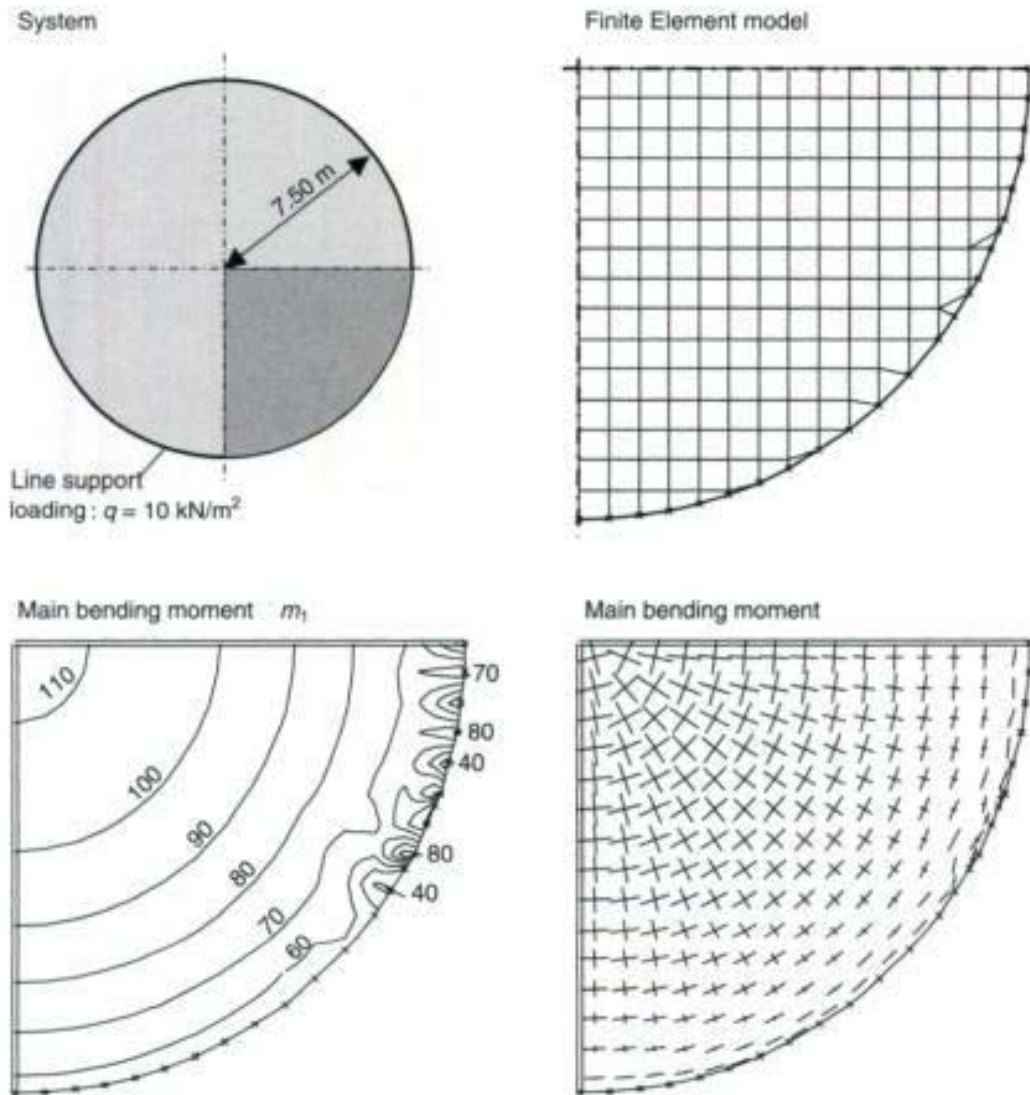 System
Finite Element model
7.50 m
Line support
loading : q = 10 kN/m²
Main bending moment m₁
Main bending moment
110
100
90
80
70
60
70
80
40
80
40